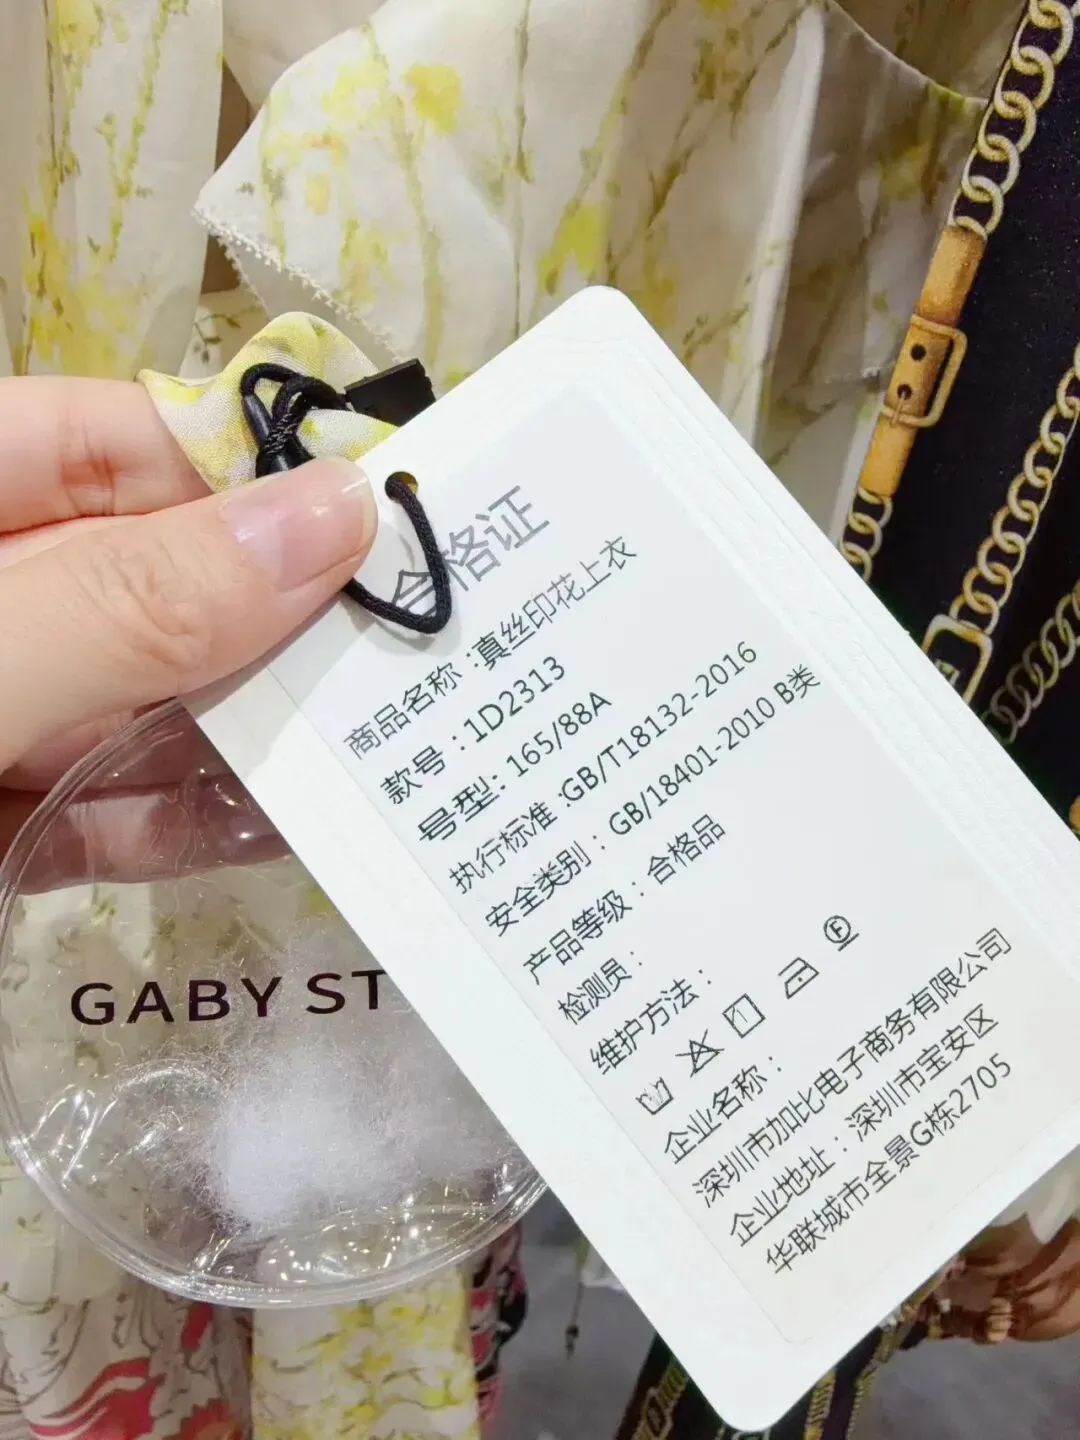 合格证
商品名称:真丝印花上衣
款号:1D2313
号型:165/88A
执行标准:GB/T18132-2016
安全类别:GB/18401-2010 B类
产品等级:合格品
检测员:
维护方法:
F
企业名称:
深圳市加比电子商务有限公司
企业地址:深圳市宝安区
华联城市全景G栋2705
GABY ST